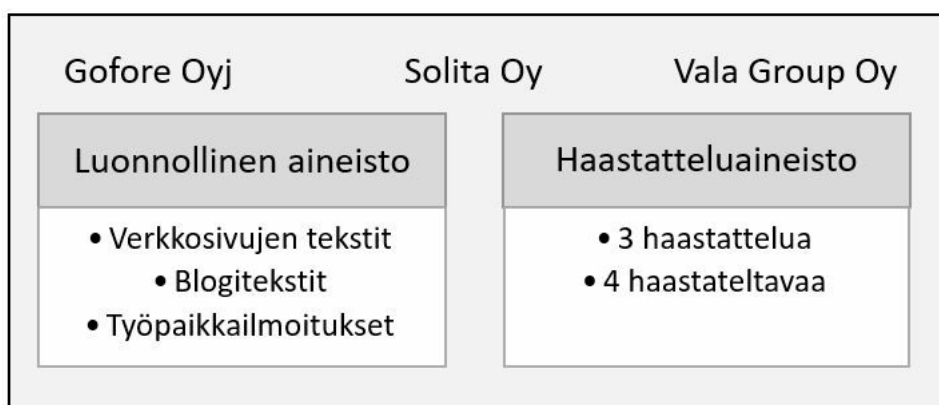 Gofore Oyj Solita Oy Vala Group Oy
Luonnollinen aineisto
• Verkkosivujen tekstit
• Blogitekstit
• Työpaikkailmoitukset
Haastatteluaineisto
• 3 haastattelua
• 4 haastateltavaa